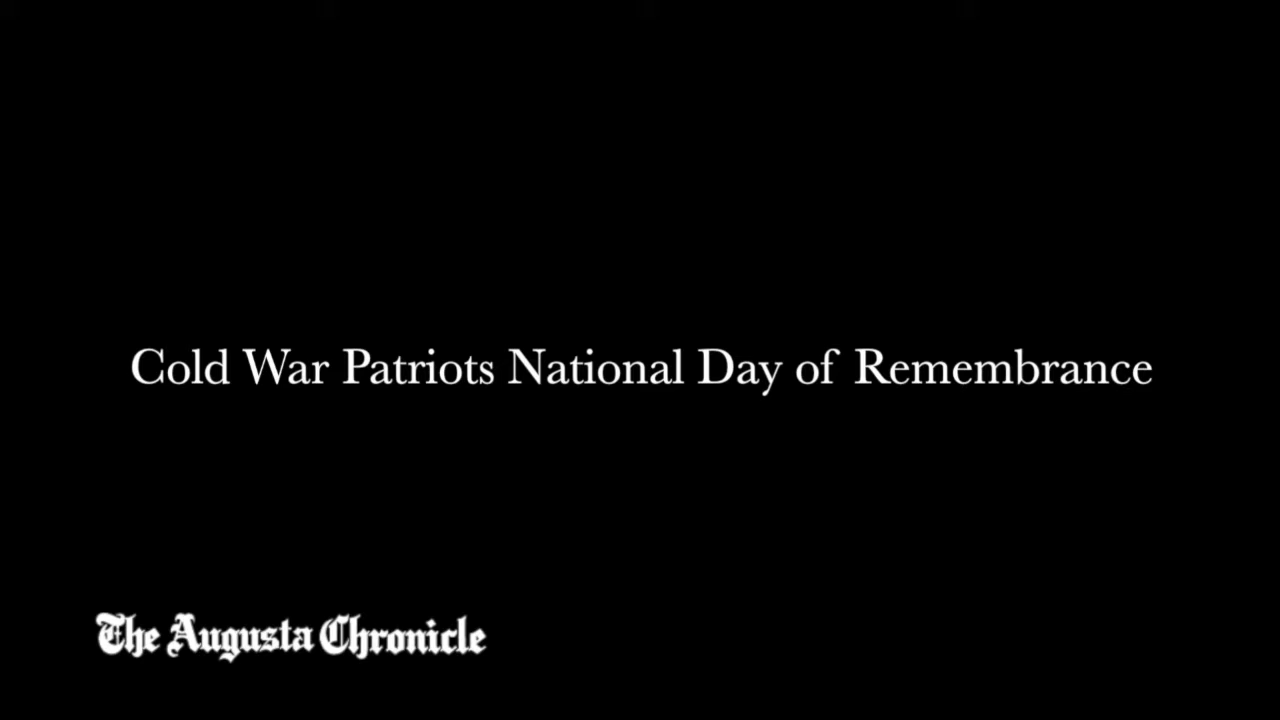 Cold War Patriots National Day of Remembrance
The Augusta Chronicle